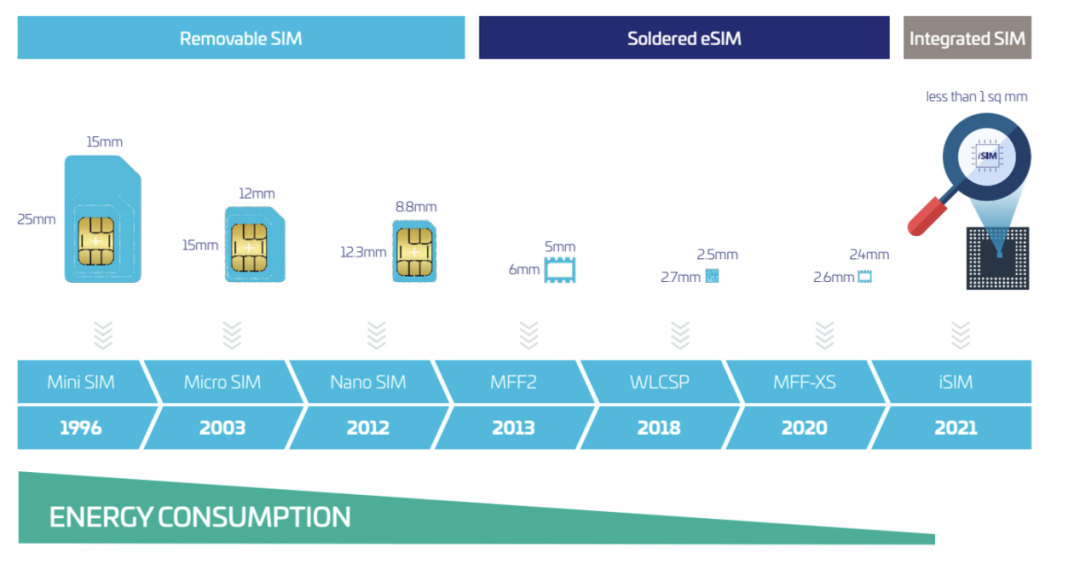 Removable SIM
Soldered eSIM
Integrated SIM
less than 1 sq mm
iSIM
15mm
25mm
12mm
15mm
8.8mm
12.3mm
5mm
6mm
2.5mm
2.7mm
24mm
2.6mm
Mini SIM
Micro SIM
Nano SIM
MFF2
WLCSP
MFF-XS
iSIM
1996
2003
2012
2013
2018
2020
2021
ENERGY CONSUMPTION